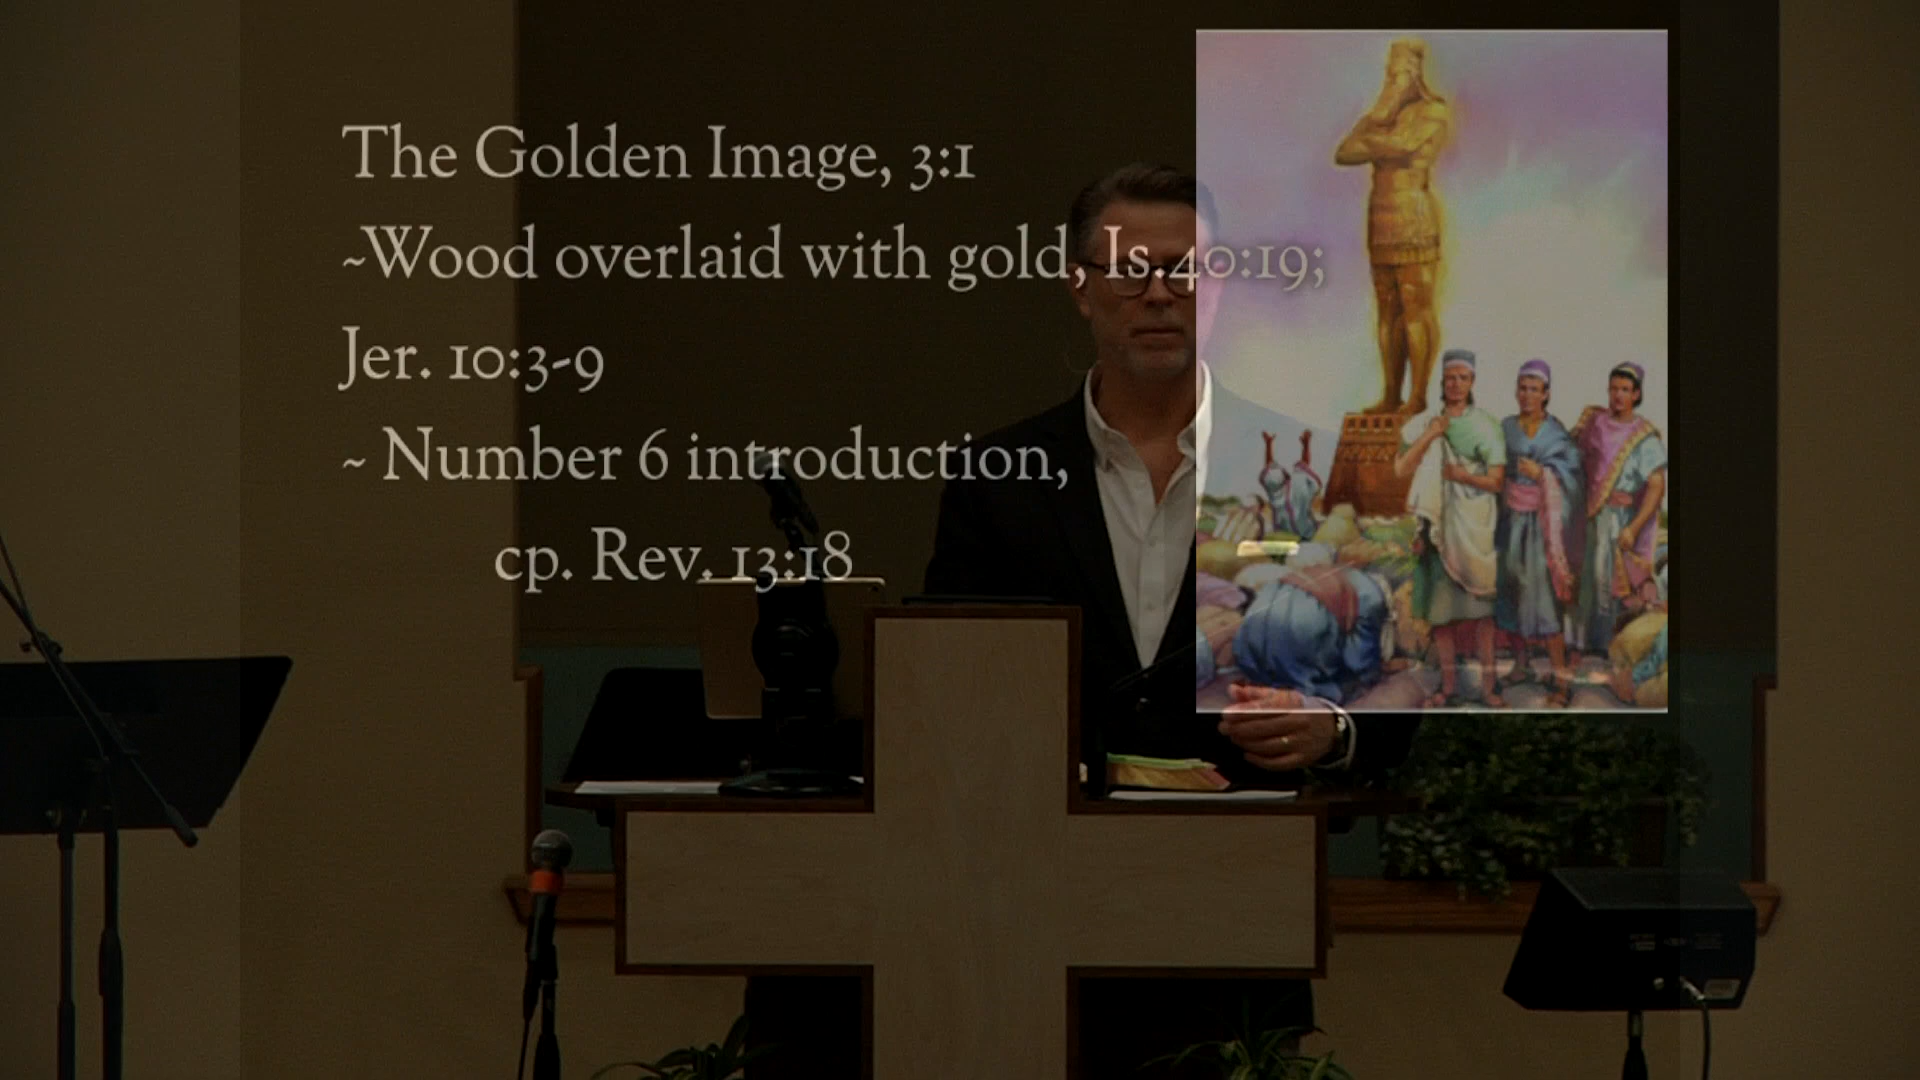 The Golden Image, 3:1
~Wood overlaid with gold, Is.40:19;
Jer. 10:3-9
~ Number 6 introduction,
cp. Rev. 13:18